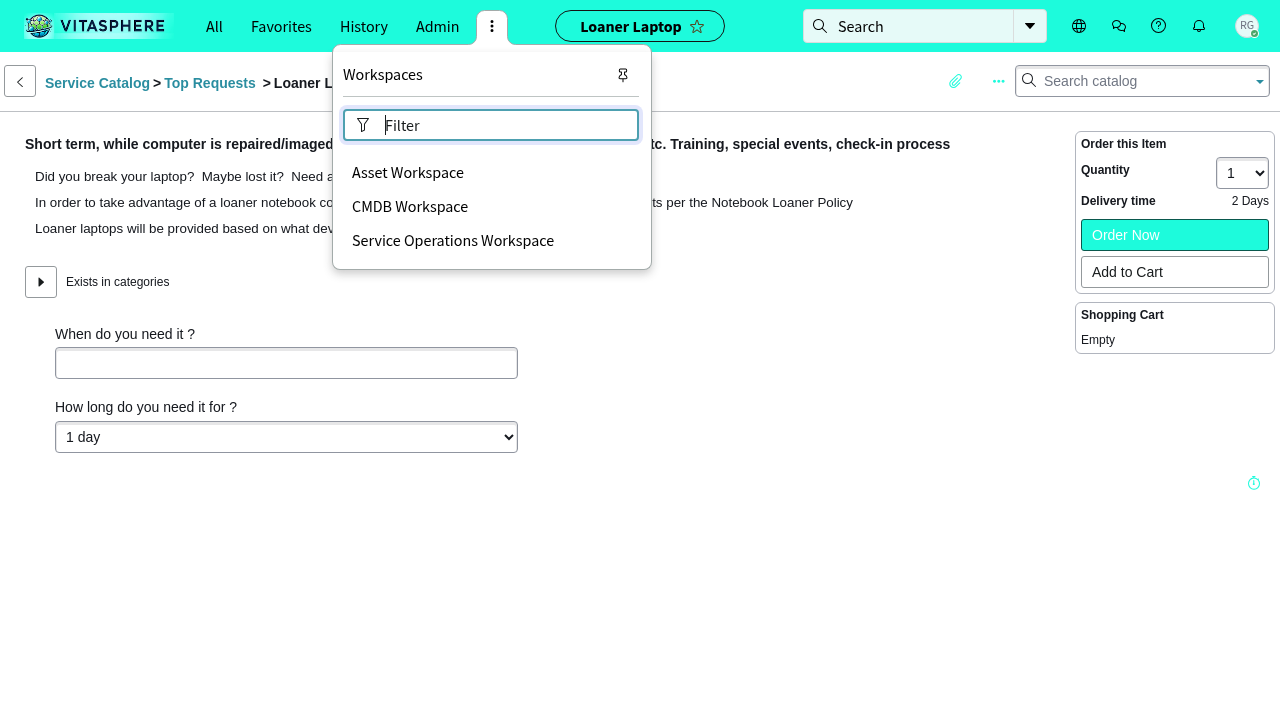 VITASPHERE
All
Favorites
History
Admin
Loaner Laptop
Search
RG
Service Catalog > Top Requests > Loaner L
Search catalog
Workspaces
Filter
Asset Workspace
CMDB Workspace
Service Operations Workspace
Short term, while computer is repaired/imaged tc. Training, special events, check-in process
Did you break your laptop? Maybe lost it? Need a
In order to take advantage of a loaner notebook co ts per the Notebook Loaner Policy
Loaner laptops will be provided based on what dev
Exists in categories
When do you need it ?
How long do you need it for ?
1 day
Order this Item
Quantity
1
Delivery time
2 Days
Order Now
Add to Cart
Shopping Cart
Empty